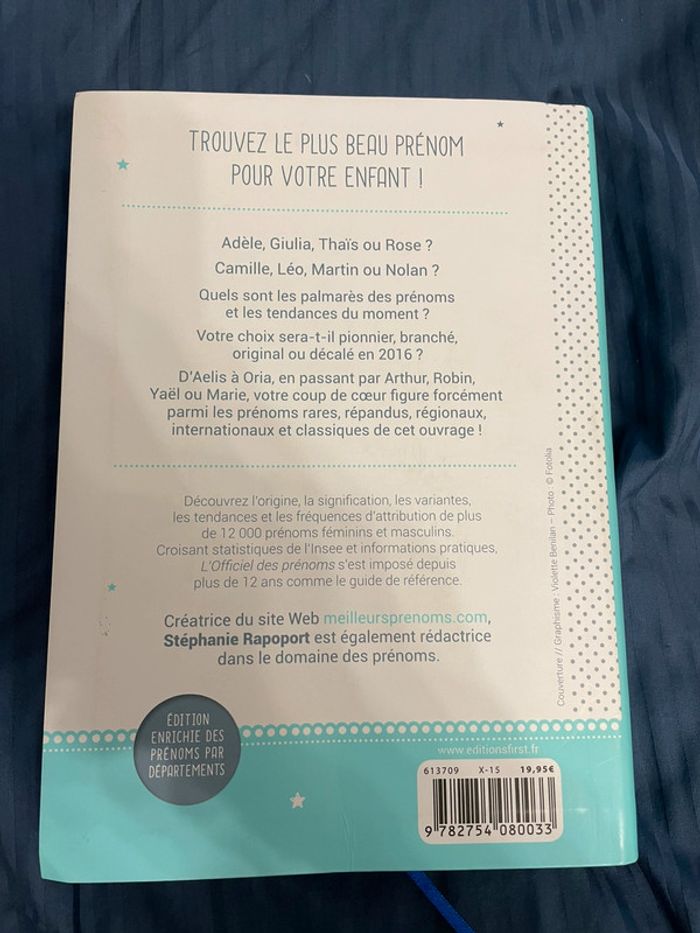 TROUVEZ LE PLUS BEAU PRÉNOM
POUR VOTRE ENFANT !
Adèle, Giulia, Thaïs ou Rose ?
Camille, Léo, Martin ou Nolan ?
Quels sont les palmarès des prénoms
et les tendances du moment ?
Votre choix sera-t-il pionnier, branché,
original ou décalé en 2016 ?
D'Aelis à Oria, en passant par Arthur, Robin,
Yaël ou Marie, votre coup de cœur figure forcément
parmi les prénoms rares, répandus, régionaux,
internationaux et classiques de cet ouvrage !
Découvrez l'origine, la signification, les variantes,
les tendances et les fréquences d'attribution de plus
de 12 000 prénoms féminins et masculins.
Croisant statistiques de l'Insee et informations pratiques,
L'Officiel des prénoms s'est imposé depuis
plus de 12 ans comme le guide de référence.
Créatrice du site Web meilleursprenoms.com,
Stéphanie Rapoport est également rédactrice
dans le domaine des prénoms.
Couverture // Graphisme : Violette Benilan – Photo : © Fotolia
ÉDITION
ENRICHIE DES
PRÉNOMS PAR
DÉPARTEMENTS
www.editionsfirst.fr
613709 X-15 19,95€
9 782754 080033